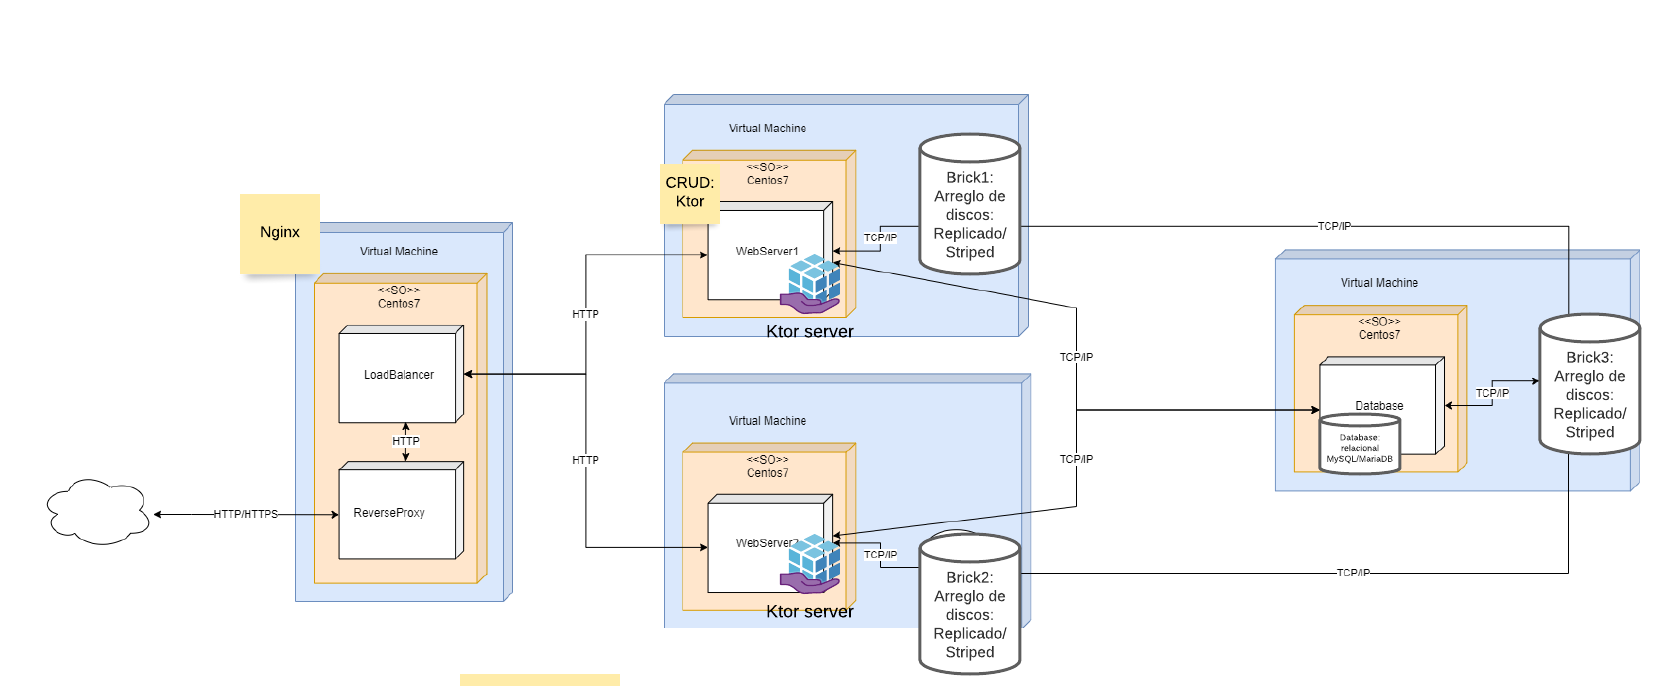 Nginx
Virtual Machine
<<SO>>
Centos7
LoadBalancer
HTTP
ReverseProxy
HTTP/HTTPS
HTTP
HTTP
Virtual Machine
<<SO>>
Centos7
CRUD:
Ktor
WebServer1
Ktor server
TCP/IP
Brick1:
Arreglo de
discos:
Replicado/
Striped
Virtual Machine
<<SO>>
Centos7
WebServer2
Ktor server
TCP/IP
Brick2:
Arreglo de
discos:
Replicado/
Striped
TCP/IP
TCP/IP
TCP/IP
TCP/IP
Virtual Machine
<<SO>>
Centos7
Database
Database:
relacional
MySQL/MariaDB
TCP/IP
Brick3:
Arreglo de
discos:
Replicado/
Striped